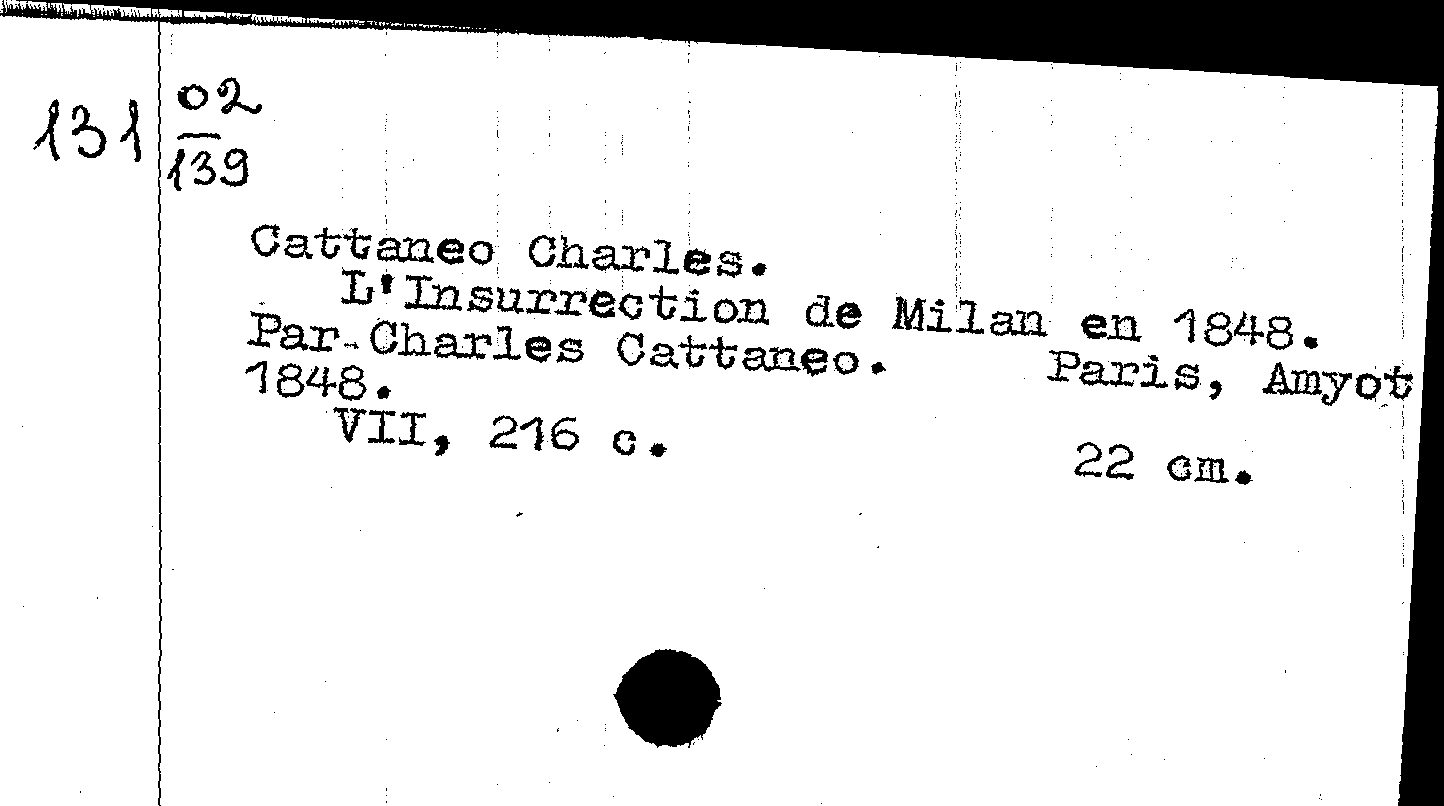 131 02
139
Cattaneo Charles.
L'Insurrection de Milan en 1848.
Par Charles Cattaneo. Paris, Amyot
1848.
VII, 216 c. 22 cm.